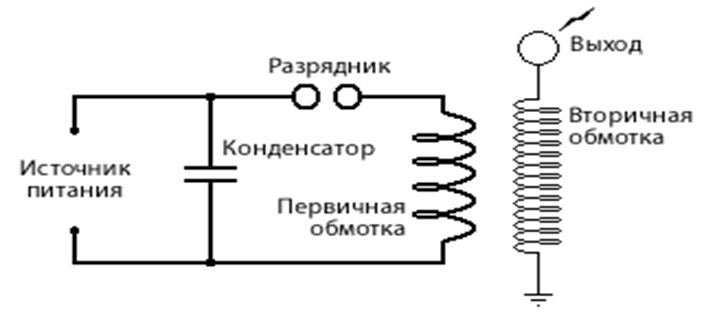 Выход
Разрядник
Вторичная
обмотка
Конденсатор
Источник
питания
Первичная
обмотка